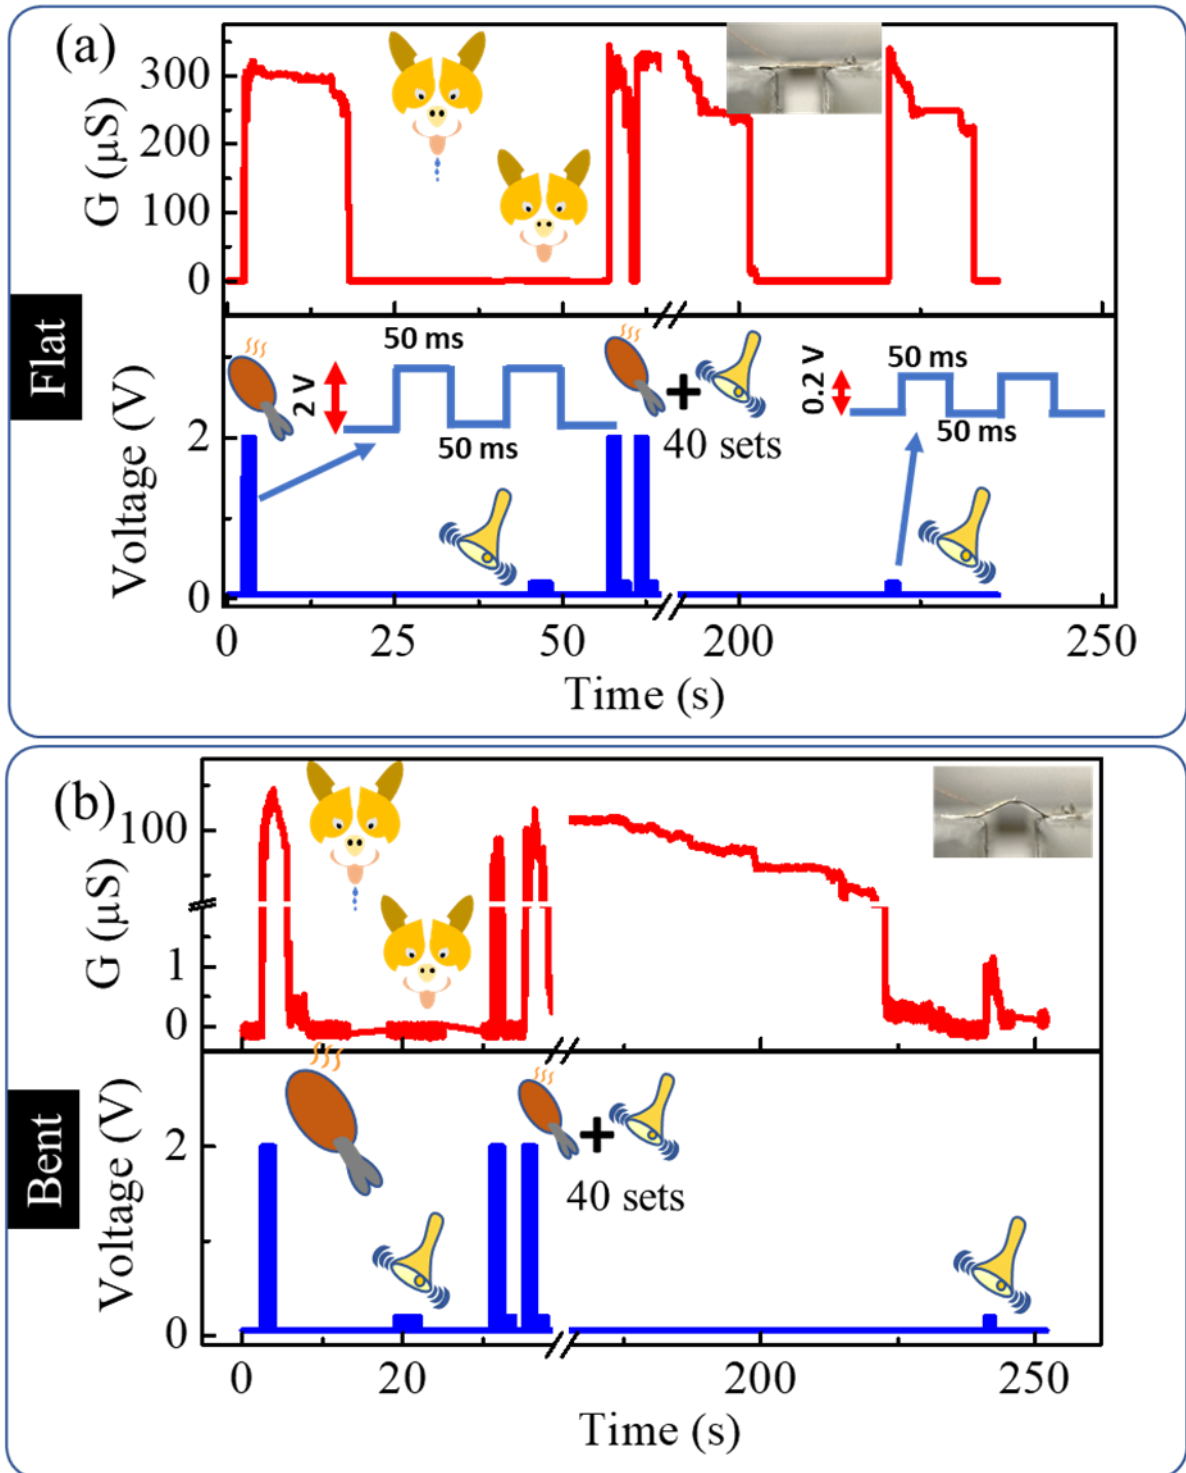 (a)
G (μS)
300
200
100
0
Flat
Voltage (V)
2
0
2 V
50 ms
50 ms
+
40 sets
0.2 V
50 ms
50 ms
0
25
50
200
250
Time (s)
(b)
G (μS)
100
1
0
Bent
Voltage (V)
2
0
+
40 sets
0
20
200
250
Time (s)